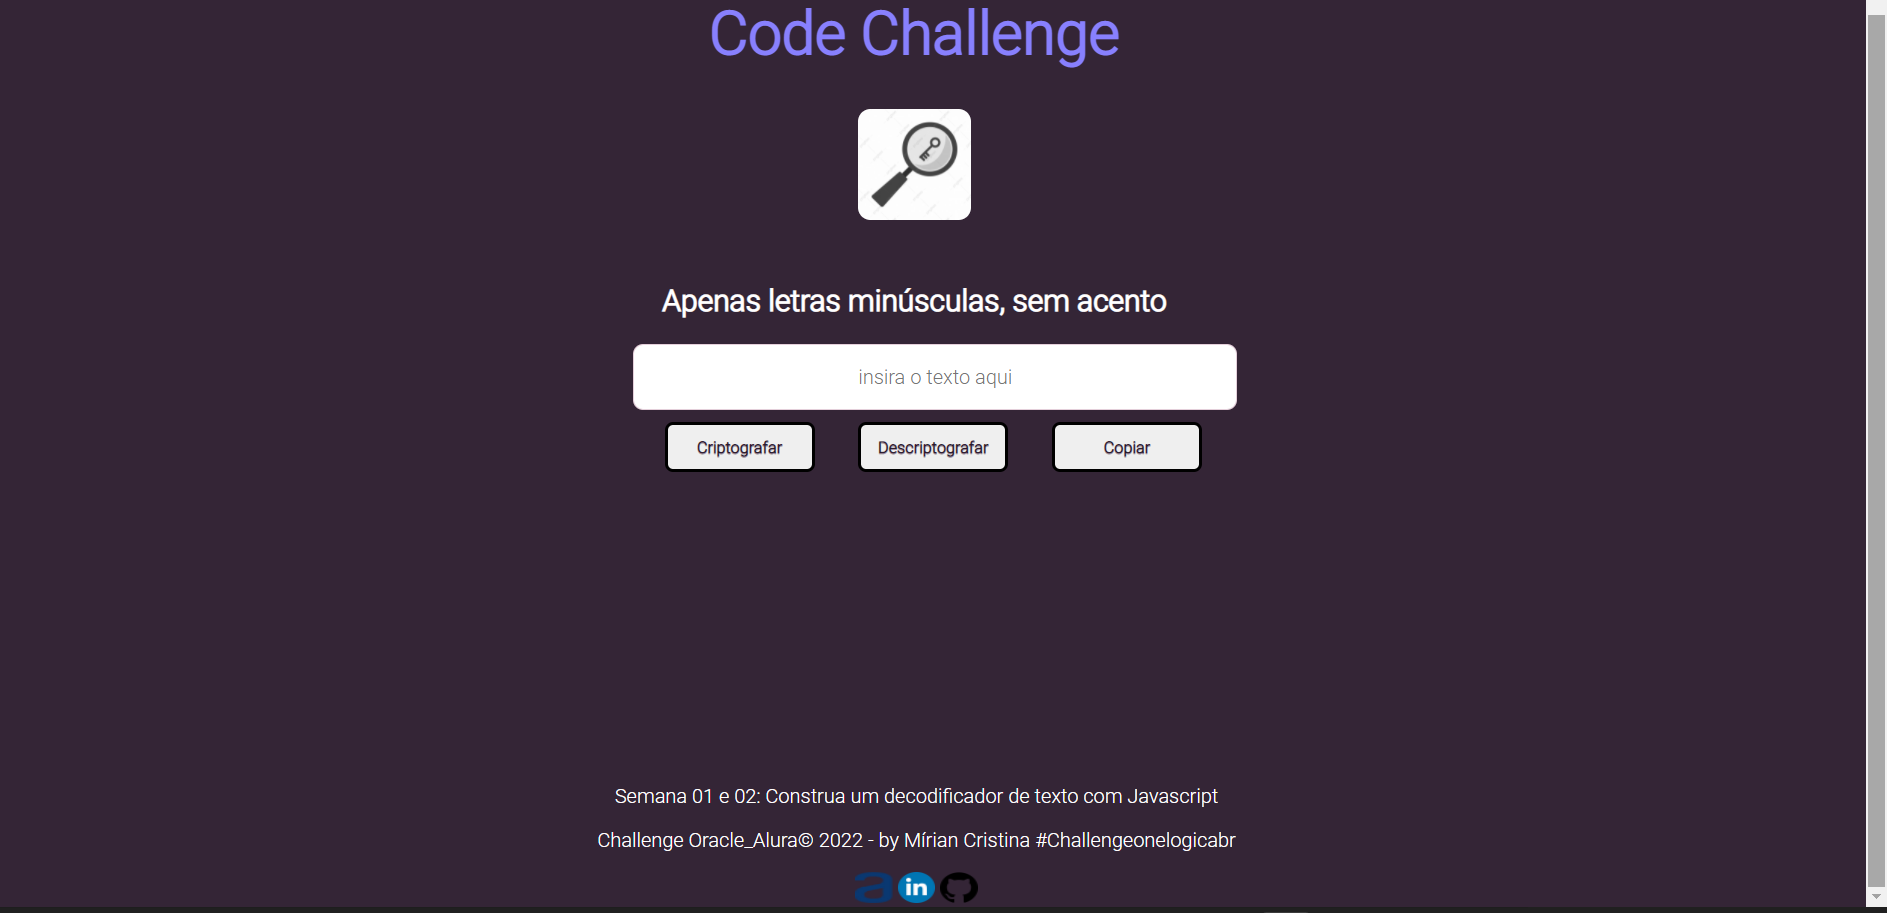 Code Challenge
Apenas letras minúsculas, sem acento
insira o texto aqui
Criptografar Descriptografar Copiar
Semana 01 e 02: Construa um decodificador de texto com Javascript
Challenge Oracle_Alura© 2022 - by Mírian Cristina #Challengeonelogicabr
a in